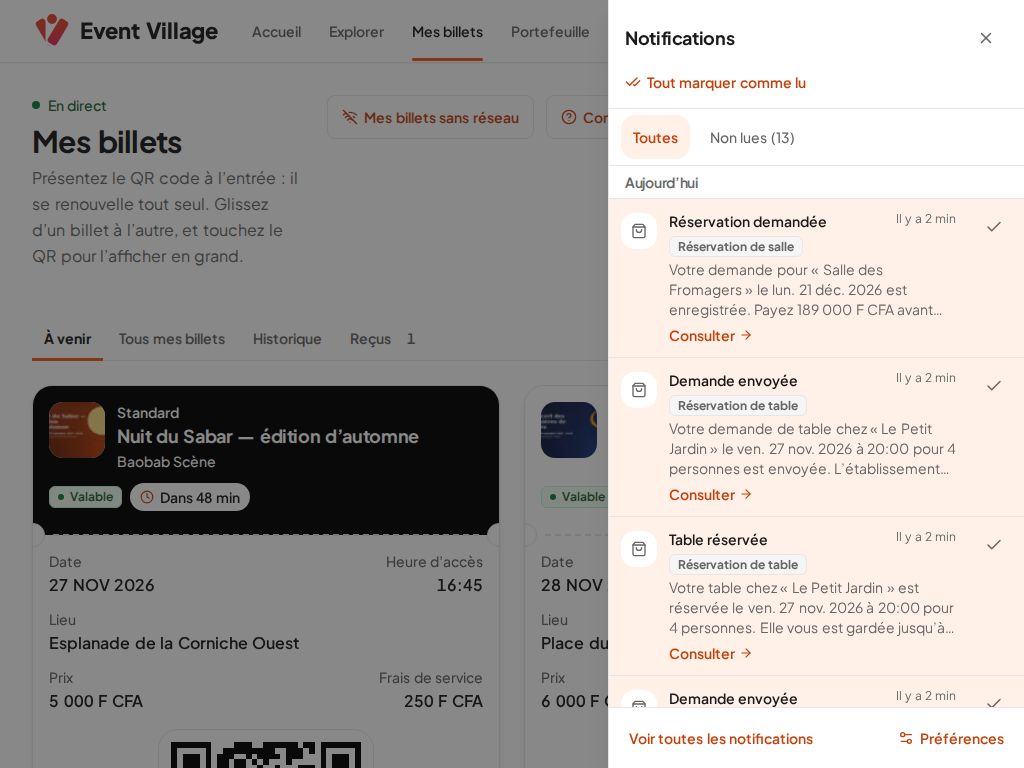 Event Village
Accueil
Explorer
Mes billets
Portefeuille
En direct
Mes billets
Présentez le QR code à l'entrée : il
se renouvelle tout seul. Glissez
d'un billet à l'autre, et touchez le
QR pour l'afficher en grand.
Mes billets sans réseau
À venir
Tous mes billets
Historique
Reçus 1
Standard
Nuit du Sabar — édition d'automne
Baobab Scène
Valable
Dans 48 min
Date
Heure d'accès
27 NOV 2026
16:45
Lieu
Esplanade de la Corniche Ouest
Prix
Frais de service
5 000 F CFA
250 F CFA
Valable
Date
28 NOV
Lieu
Place du
Prix
6 000 F
Notifications
Tout marquer comme lu
Toutes
Non lues (13)
Aujourd'hui
Réservation demandée
Il y a 2 min
Réservation de salle
Votre demande pour « Salle des
Fromagers » le lun. 21 déc. 2026 est
enregistrée. Payez 189 000 F CFA avant…
Consulter →
Demande envoyée
Il y a 2 min
Réservation de table
Votre demande de table chez « Le Petit
Jardin » le ven. 27 nov. 2026 à 20:00 pour 4
personnes est envoyée. L'établissement…
Consulter →
Table réservée
Il y a 2 min
Réservation de table
Votre table chez « Le Petit Jardin » est
réservée le ven. 27 nov. 2026 à 20:00 pour
4 personnes. Elle vous est gardée jusqu'à…
Consulter →
Demande envoyée
Il y a 2 min
Voir toutes les notifications
Préférences